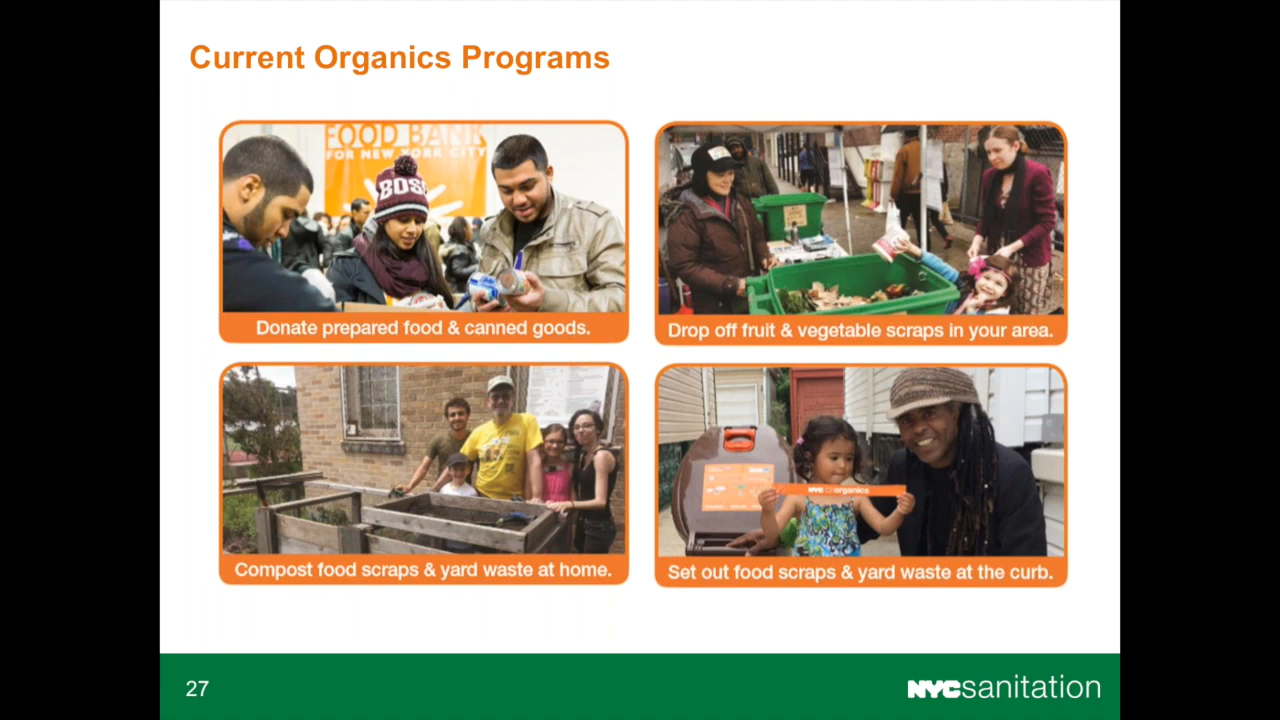 Current Organics Programs
FOOD BANK
FOR NEW YORK CITY
BOS
Donate prepared food & canned goods.
Drop off fruit & vegetable scraps in your area.
Compost food scraps & yard waste at home.
NYC organics
Set out food scraps & yard waste at the curb.
27
NYCsanitation